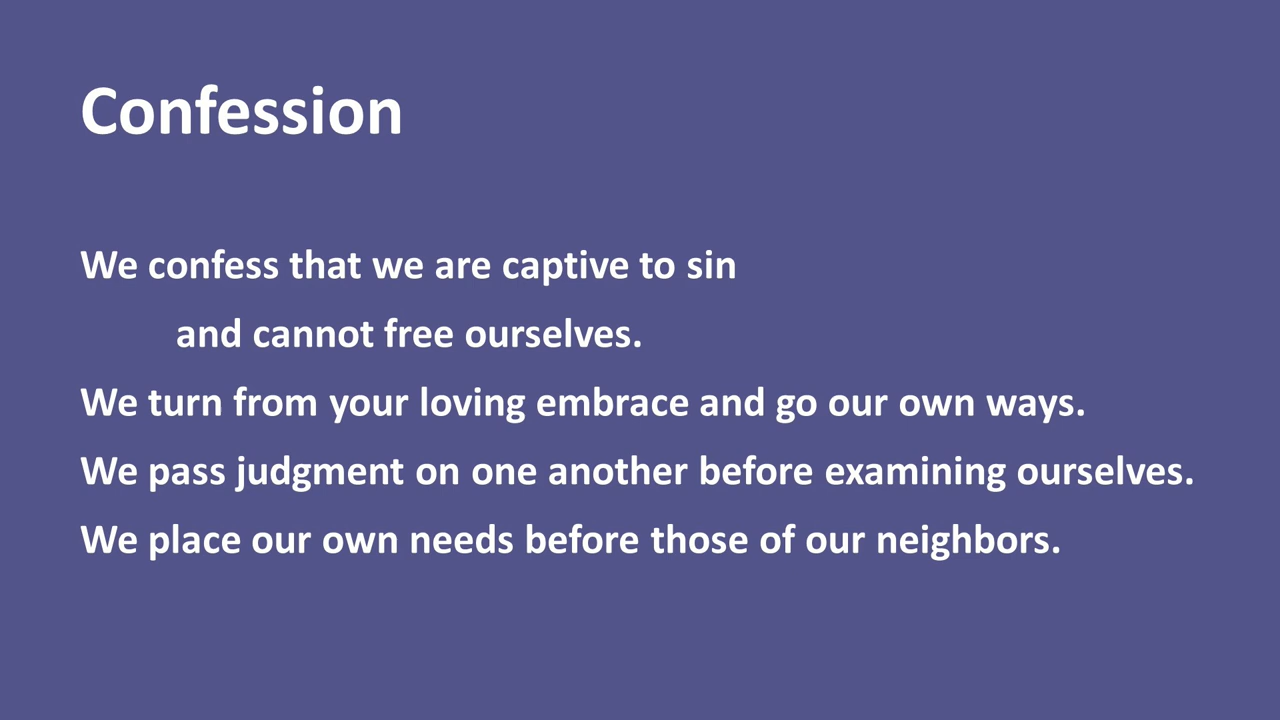 Confession
We confess that we are captive to sin
and cannot free ourselves.
We turn from your loving embrace and go our own ways.
We pass judgment on one another before examining ourselves.
We place our own needs before those of our neighbors.